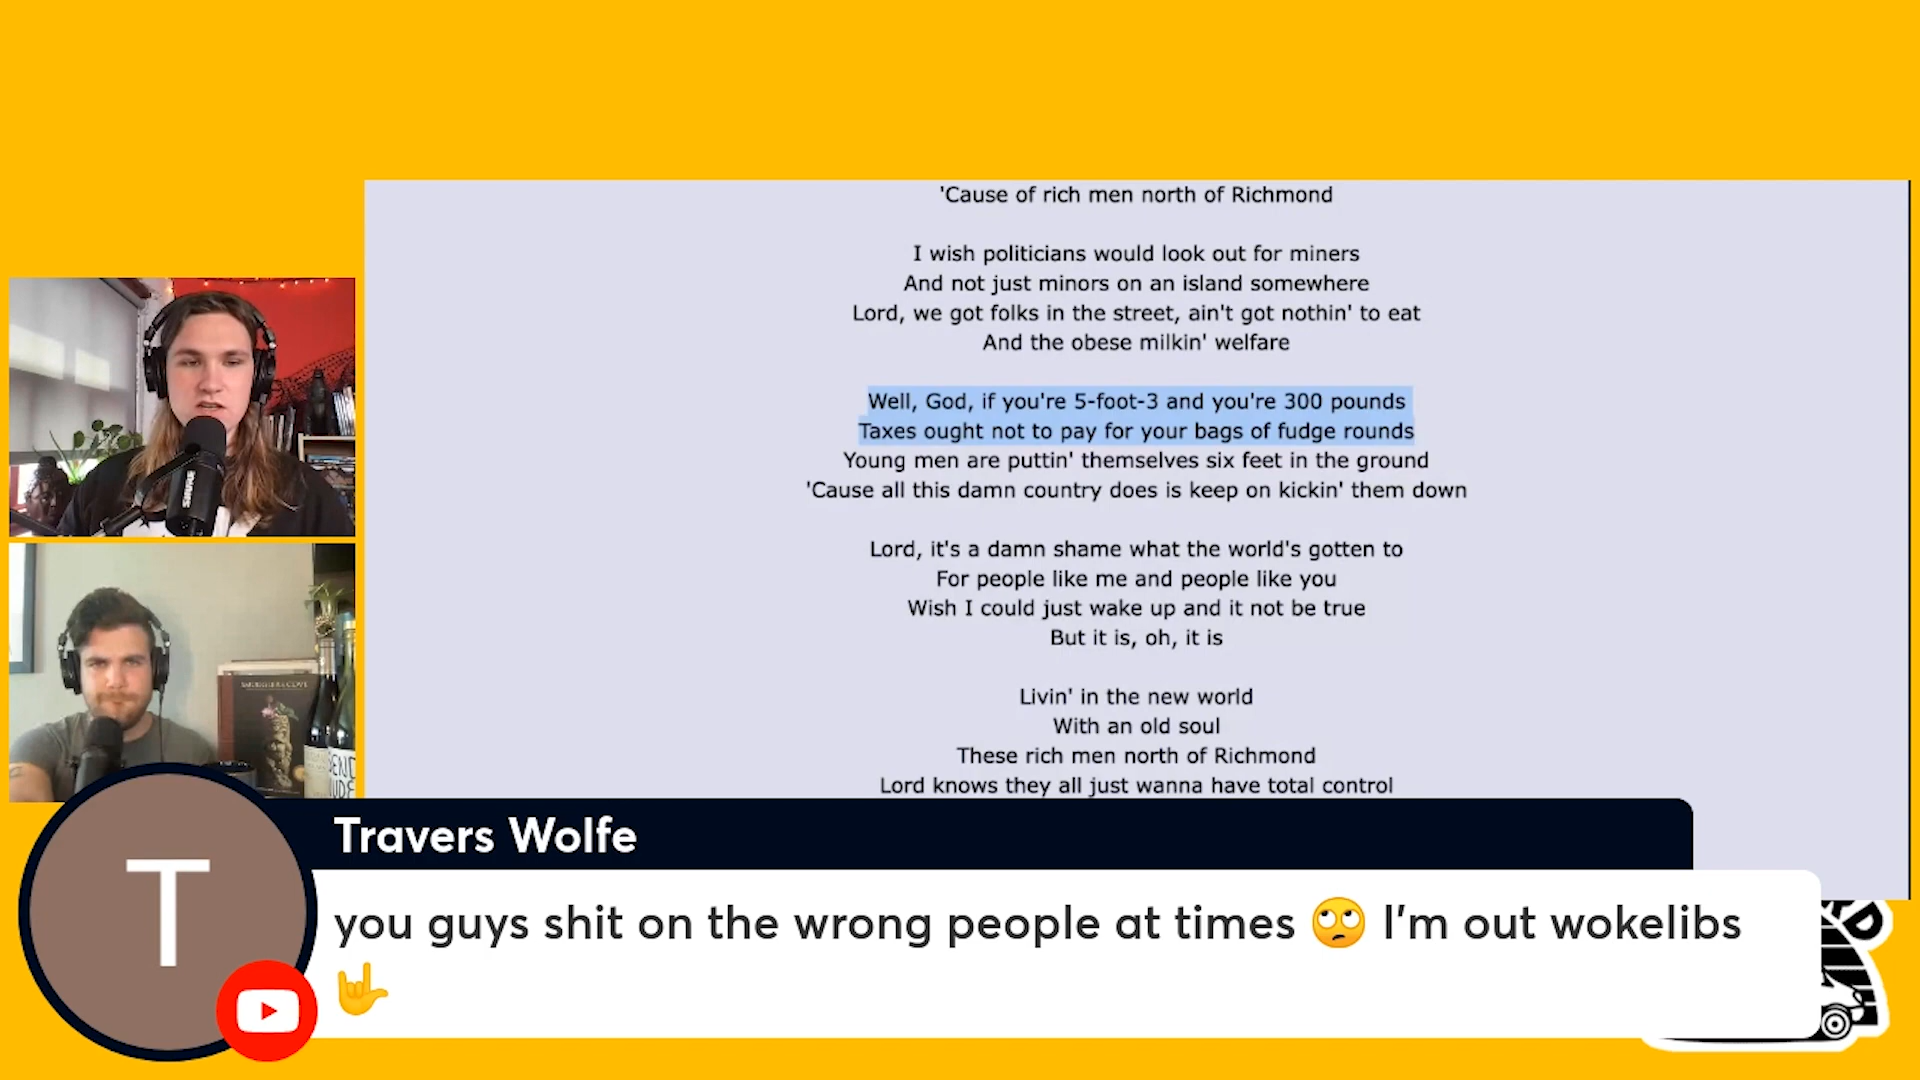 'Cause of rich men north of Richmond
I wish politicians would look out for miners
And not just minors on an island somewhere
Lord, we got folks in the street, ain't got nothin' to eat
And the obese milkin' welfare
Well, God, if you're 5-foot-3 and you're 300 pounds
Taxes ought not to pay for your bags of fudge rounds
Young men are puttin' themselves six feet in the ground
'Cause all this damn country does is keep on kickin' them down
Lord, it's a damn shame what the world's gotten to
For people like me and people like you
Wish I could just wake up and it not be true
But it is, oh, it is
Livin' in the new world
With an old soul
These rich men north of Richmond
Lord knows they all just wanna have total control
SHURE
SMUGGLER'S COVE
T
Travers Wolfe
you guys shit on the wrong people at times 🙄 I'm out wokelibs
🤟